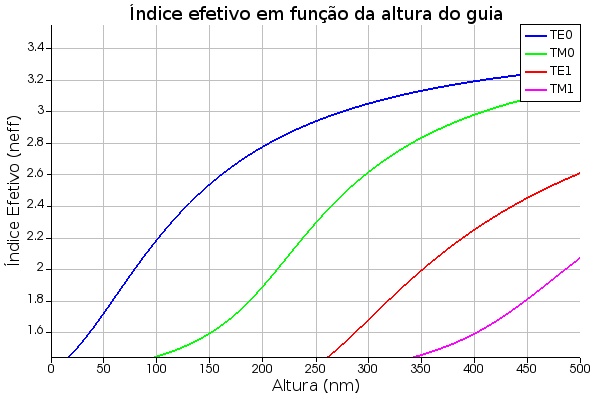 Índice efetivo em função da altura do guia
TE0
TM0
TE1
TM1
Índice Efetivo (neff)
3.4
3.2
3
2.8
2.6
2.4
2.2
2
1.8
1.6
0 50 100 150 200 250 300 350 400 450 500
Altura (nm)